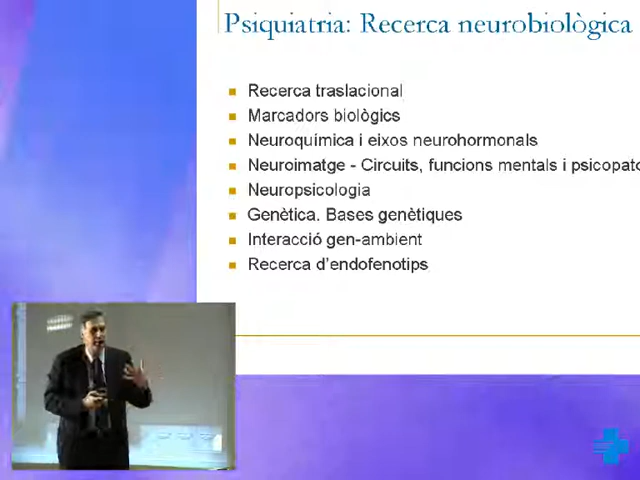 Psiquiatria: Recerca neurobiològica
Recerca traslacional
Marcadors biològics
Neuroquímica i eixos neurohormonals
Neuroimatge - Circuits, funcions mentals i psicopato
Neuropsicologia
Genètica. Bases genètiques
Interacció gen-ambient
Recerca d'endofenotips